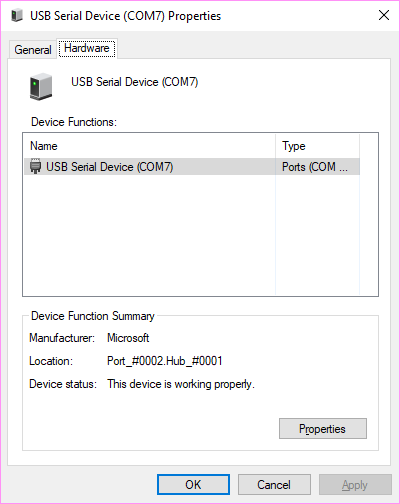 USB Serial Device (COM7) Properties
General
Hardware
USB Serial Device (COM7)
Device Functions:
Name Type
USB Serial Device (COM7) Ports (COM ...
Device Function Summary
Manufacturer: Microsoft
Location: Port_#0002.Hub_#0001
Device status: This device is working properly.
Properties
OK Cancel Apply